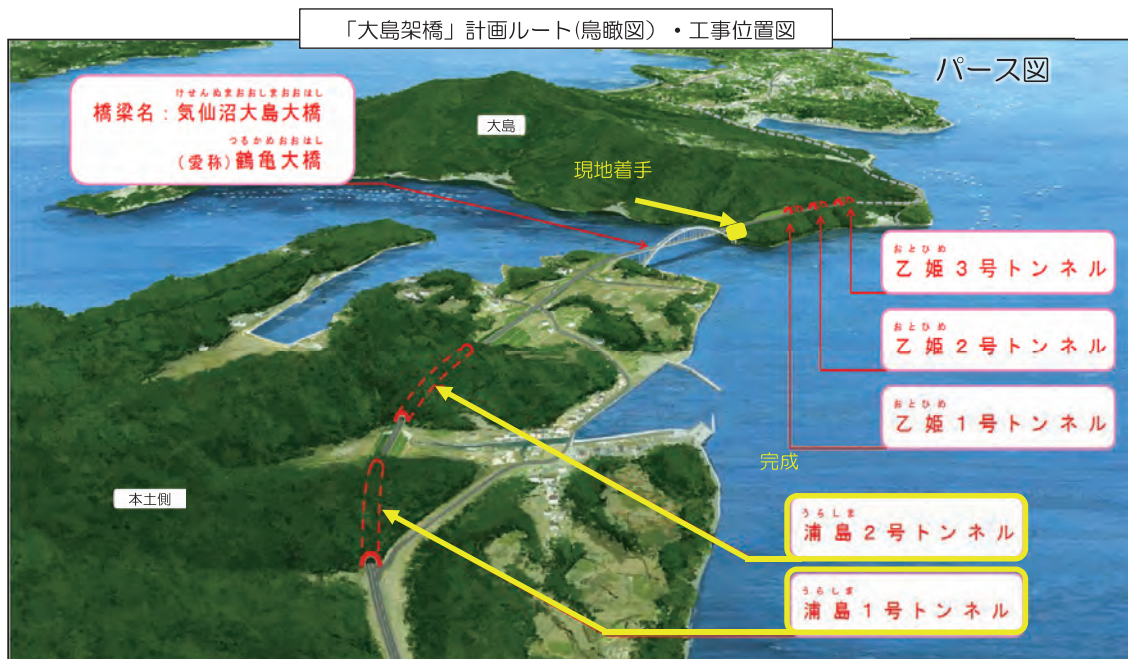 「大島架橋」計画ルート(鳥瞰図)・工事位置図
パース図
けせんぬまおおしまおおはし
橋梁名：気仙沼大島大橋
つるかめおおはし
(愛称)鶴亀大橋
大島
現地着手
おとひめ
乙姫3号トンネル
おとひめ
乙姫2号トンネル
おとひめ
乙姫1号トンネル
完成
本土側
うらしま
浦島2号トンネル
うらしま
浦島1号トンネル